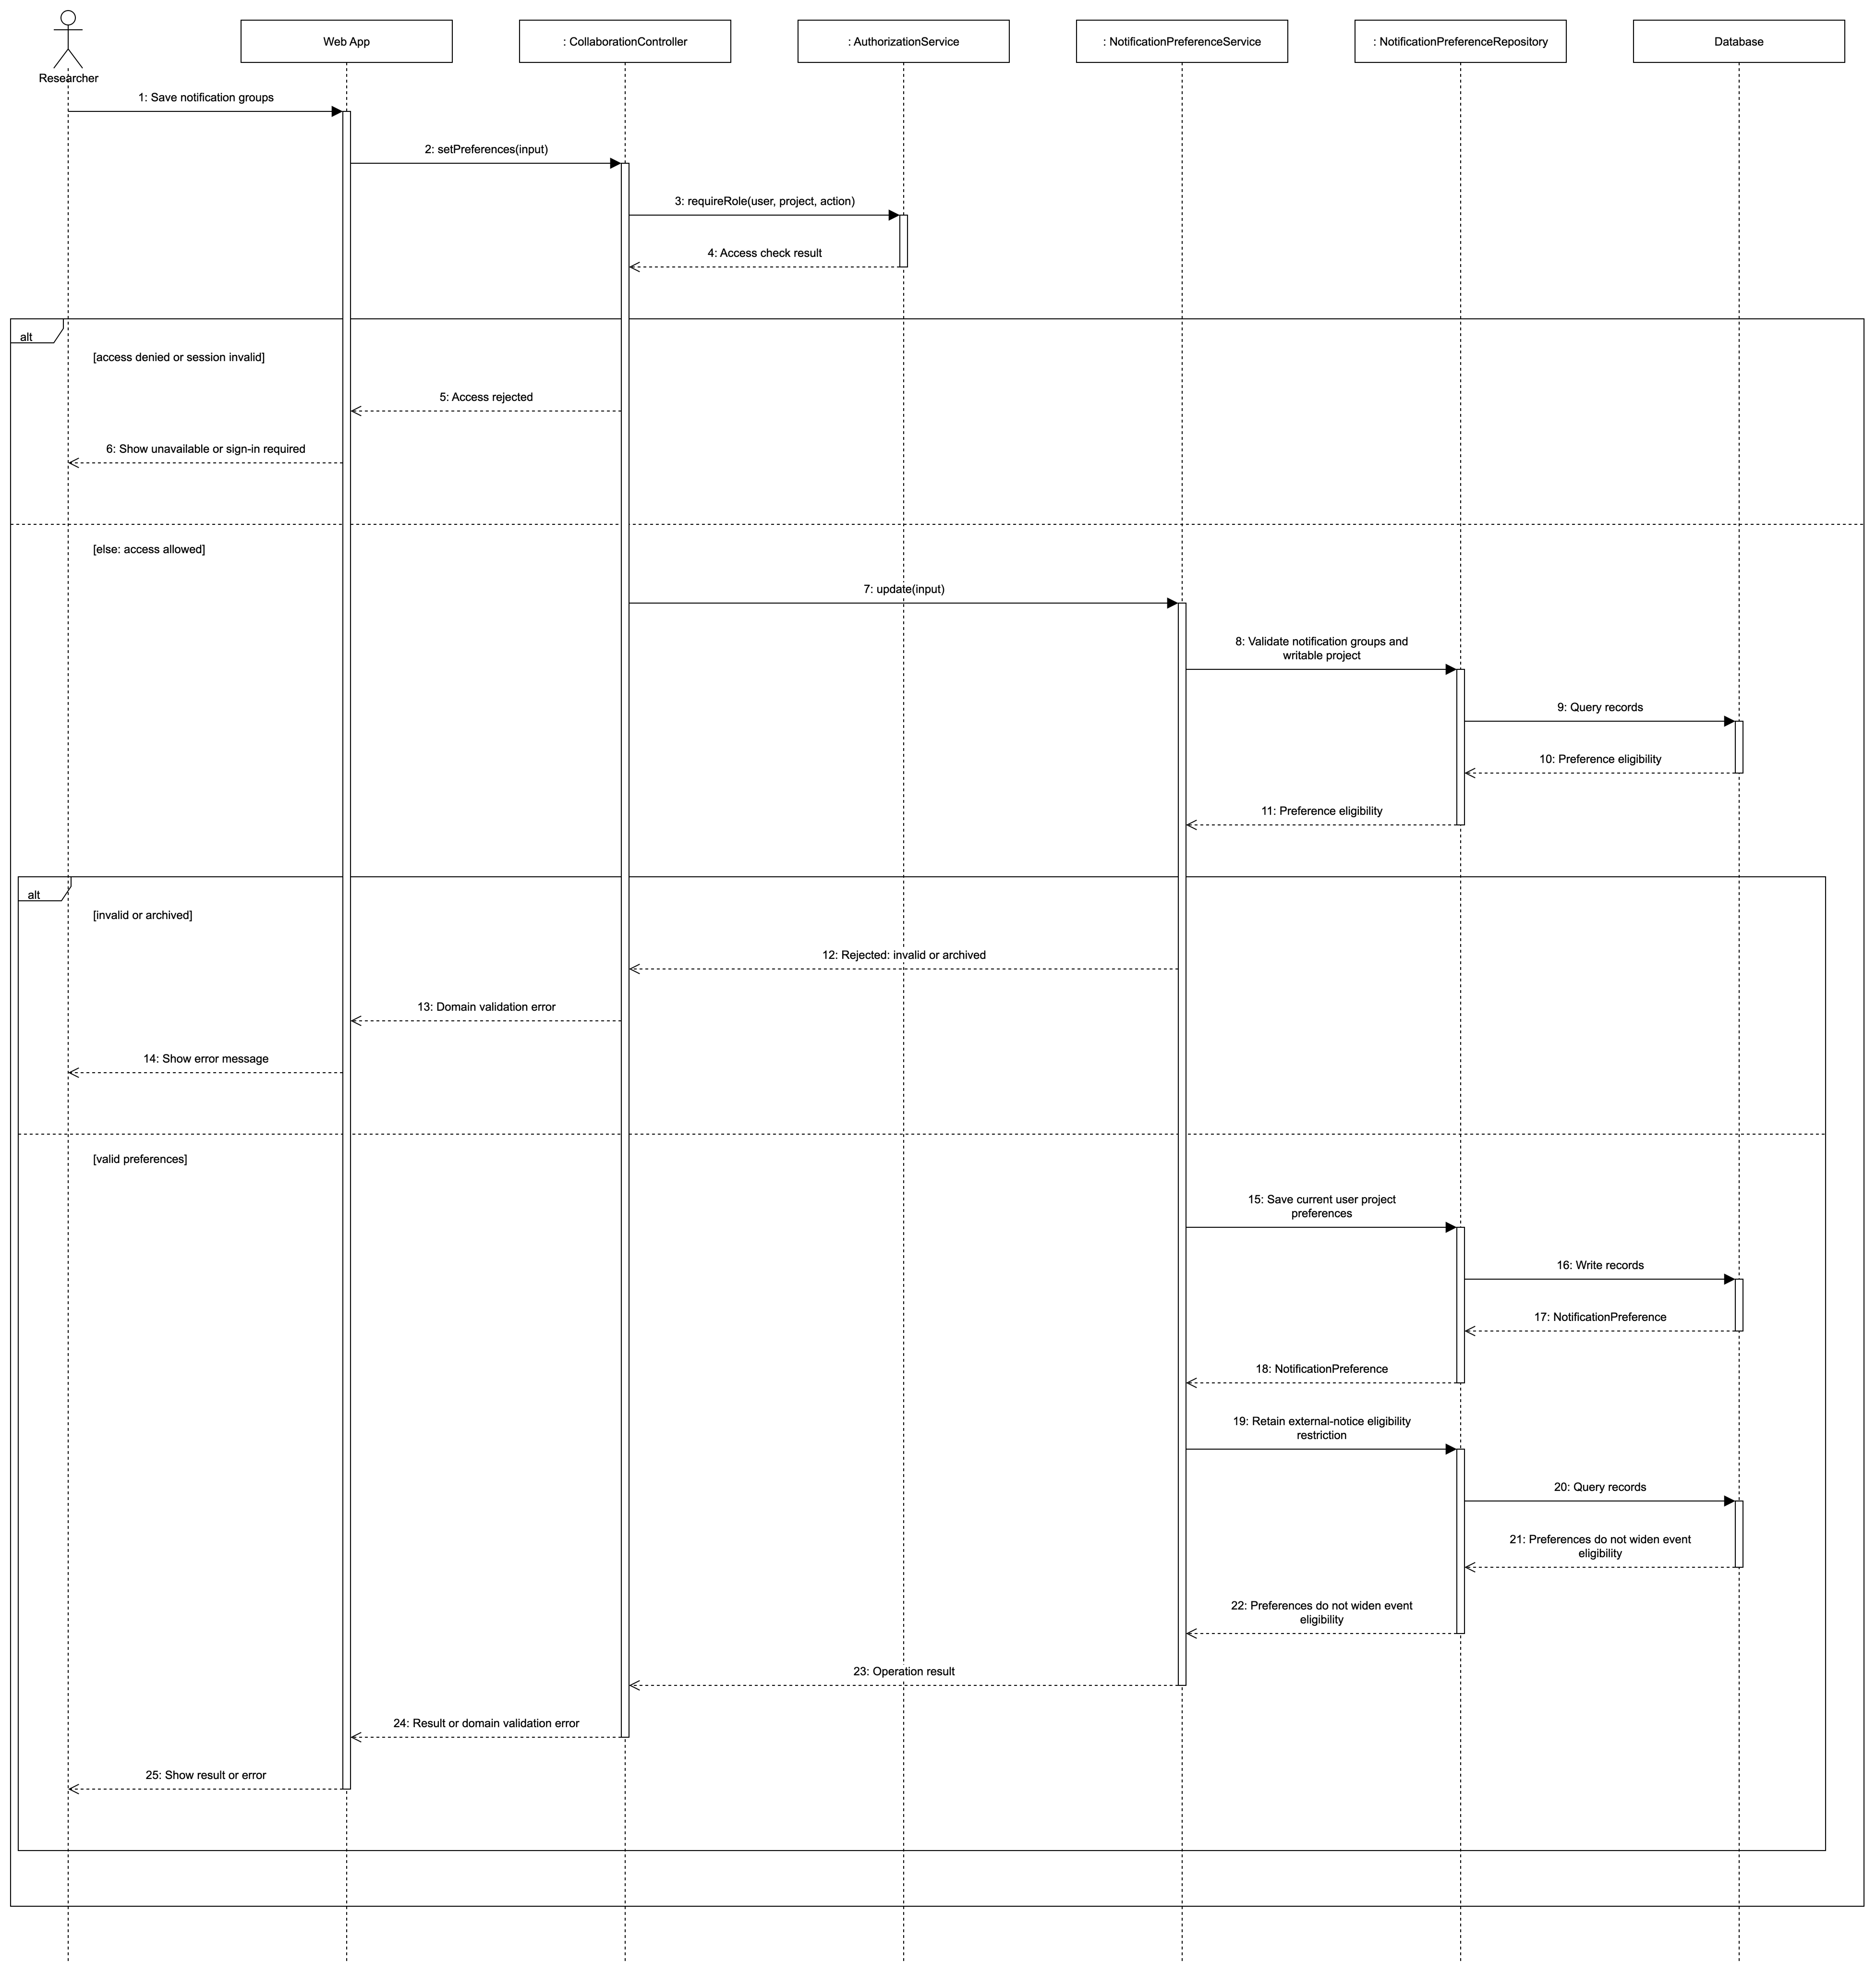 Researcher
Web App
: CollaborationController
: AuthorizationService
: NotificationPreferenceService
: NotificationPreferenceRepository
Database
1: Save notification groups
2: setPreferences(input)
3: requireRole(user, project, action)
4: Access check result
alt
[access denied or session invalid]
5: Access rejected
6: Show unavailable or sign-in required
[else: access allowed]
7: update(input)
8: Validate notification groups and
writable project
9: Query records
10: Preference eligibility
11: Preference eligibility
alt
[invalid or archived]
12: Rejected: invalid or archived
13: Domain validation error
14: Show error message
[valid preferences]
15: Save current user project
preferences
16: Write records
17: NotificationPreference
18: NotificationPreference
19: Retain external-notice eligibility
restriction
20: Query records
21: Preferences do not widen event
eligibility
22: Preferences do not widen event
eligibility
23: Operation result
24: Result or domain validation error
25: Show result or error